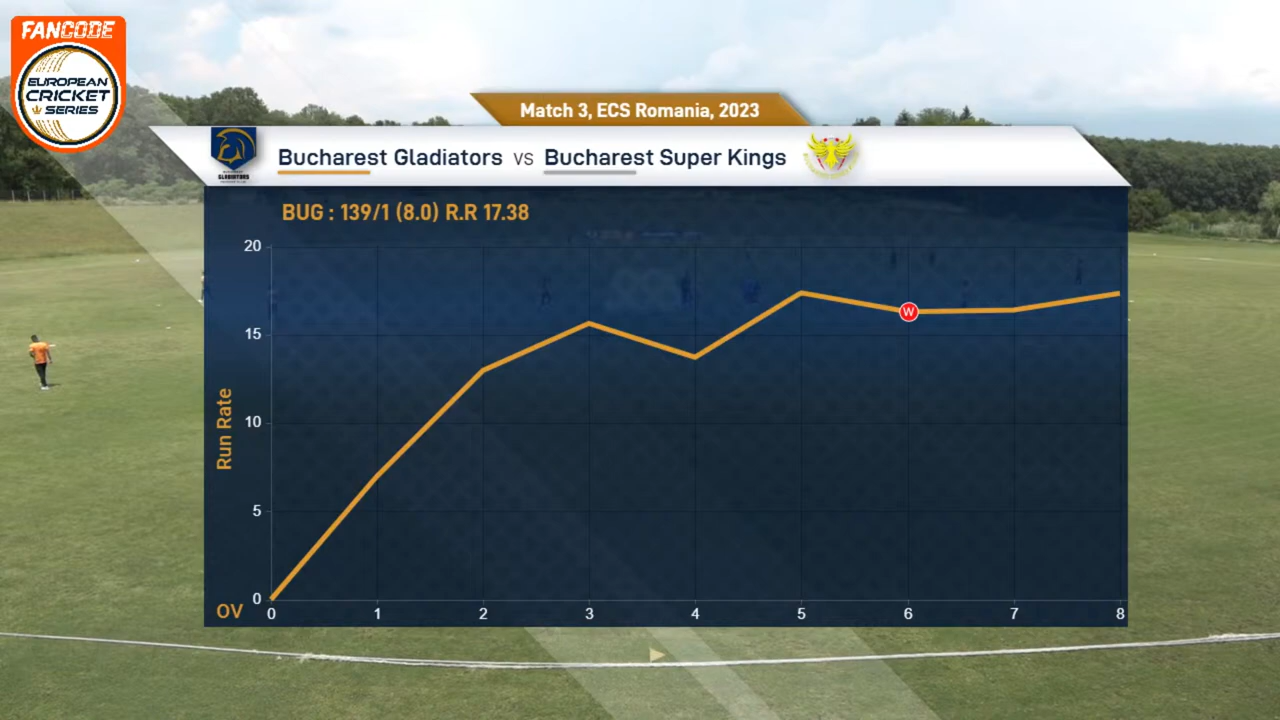 FANCODE
EUROPEAN
CRICKET
SERIES
Match 3, ECS Romania, 2023
GLADIATORS
Bucharest Gladiators vs Bucharest Super Kings
BUG : 139/1 (8.0) R.R 17.38
20
15
10
5
0
Run Rate
W
OV
0 1 2 3 4 5 6 7 8